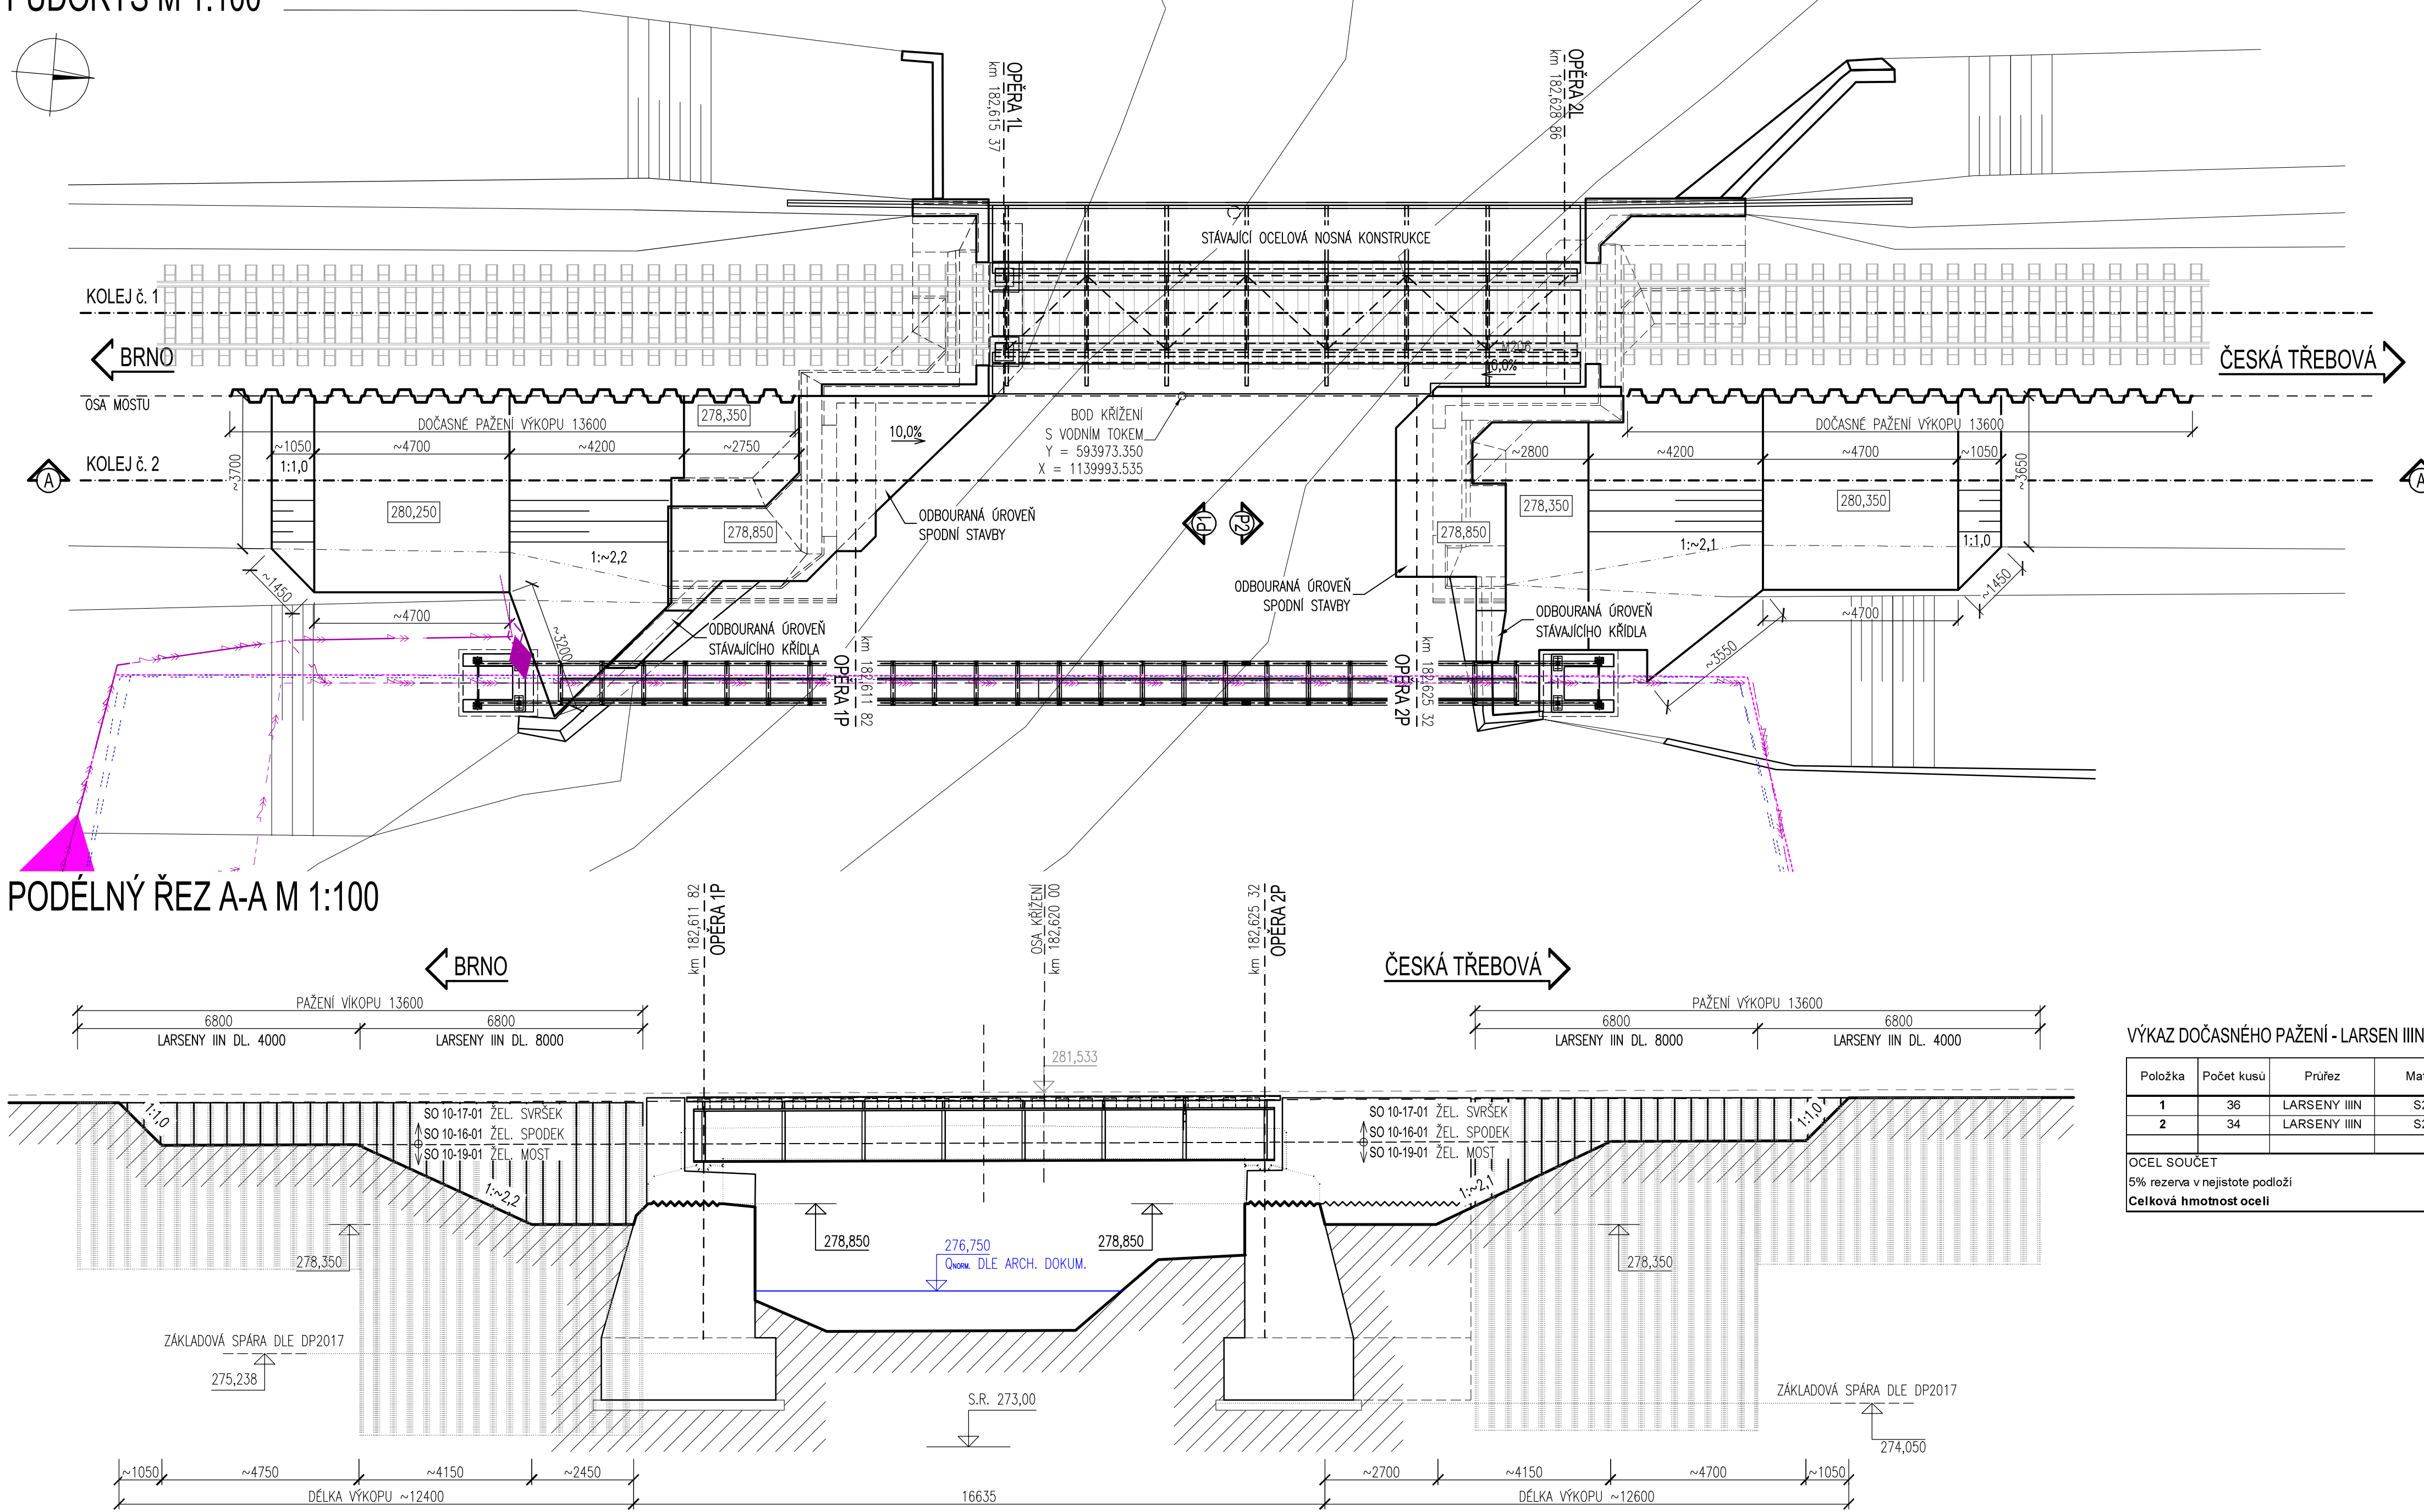 PŮDORYS M 1:100
OPĚRA 1L
km 182,615 37
OPĚRA 2L
km 182,628 86
STÁVAJÍCÍ OCELOVÁ NOSNÁ KONSTRUKCE
KOLEJ č. 1
BRNO
ČESKÁ TŘEBOVÁ
M206
10,0%
OSA MOSTU
DOČASNÉ PAŽENÍ VÝKOPU 13600
278,350
10,0%
BOD KŘÍŽENÍ
S VODNÍM TOKEM
Y = 593973.350
X = 1139993.535
DOČASNÉ PAŽENÍ VÝKOPU 13600
~1050
~4700
~4200
~2750
~2800
~4200
~4700
~1050
KOLEJ č. 2
1:1,0
A
A
~3700
~3650
280,250
278,850
ODBOURANÁ ÚROVEŇ
SPODNÍ STAVBY
P1
P2
278,850
278,350
280,350
1:~2,2
1:~2,1
1:1,0
~1450
~4700
~3200
ODBOURANÁ ÚROVEŇ
STÁVAJÍCÍHO KŘÍDLA
ODBOURANÁ ÚROVEŇ
SPODNÍ STAVBY
ODBOURANÁ ÚROVEŇ
STÁVAJÍCÍHO KŘÍDLA
~1450
~4700
~3550
OPĚRA 1P
km 182,611 82
OPĚRA 2P
km 182,625 32
PODÉLNÝ ŘEZ A-A M 1:100
km 182,611 82
OPĚRA 1P
OSA KŘÍŽENÍ
km 182,620 00
km 182,625 32
OPĚRA 2P
BRNO
ČESKÁ TŘEBOVÁ
PAŽENÍ VÍKOPU 13600
6800
6800
LARSENY IIN DL. 4000
LARSENY IIN DL. 8000
PAŽENÍ VÝKOPU 13600
6800
6800
LARSENY IIN DL. 8000
LARSENY IIN DL. 4000
281,533
VÝKAZ DOČASNÉHO PAŽENÍ - LARSEN IIIN
Položka Počet kusů Průřez Mat
1 36 LARSENY IIIN S2
2 34 LARSENY IIIN S2
OCEL SOUČET
5% rezerva v nejistote podloží
Celková hmotnost oceli
1:1,0
SO 10-17-01 ŽEL. SVRŠEK
SO 10-16-01 ŽEL. SPODEK
SO 10-19-01 ŽEL. MOST
SO 10-17-01 ŽEL. SVRŠEK
SO 10-16-01 ŽEL. SPODEK
SO 10-19-01 ŽEL. MOST
1:1,0
1:~2,2
1:~2,1
278,350
278,850
276,750
QNORM. DLE ARCH. DOKUM.
278,850
278,350
ZÁKLADOVÁ SPÁRA DLE DP2017
275,238
S.R. 273,00
ZÁKLADOVÁ SPÁRA DLE DP2017
274,050
~1050
~4750
~4150
~2450
~2700
~4150
~4700
~1050
DÉLKA VÝKOPU ~12400
16635
DÉLKA VÝKOPU ~12600